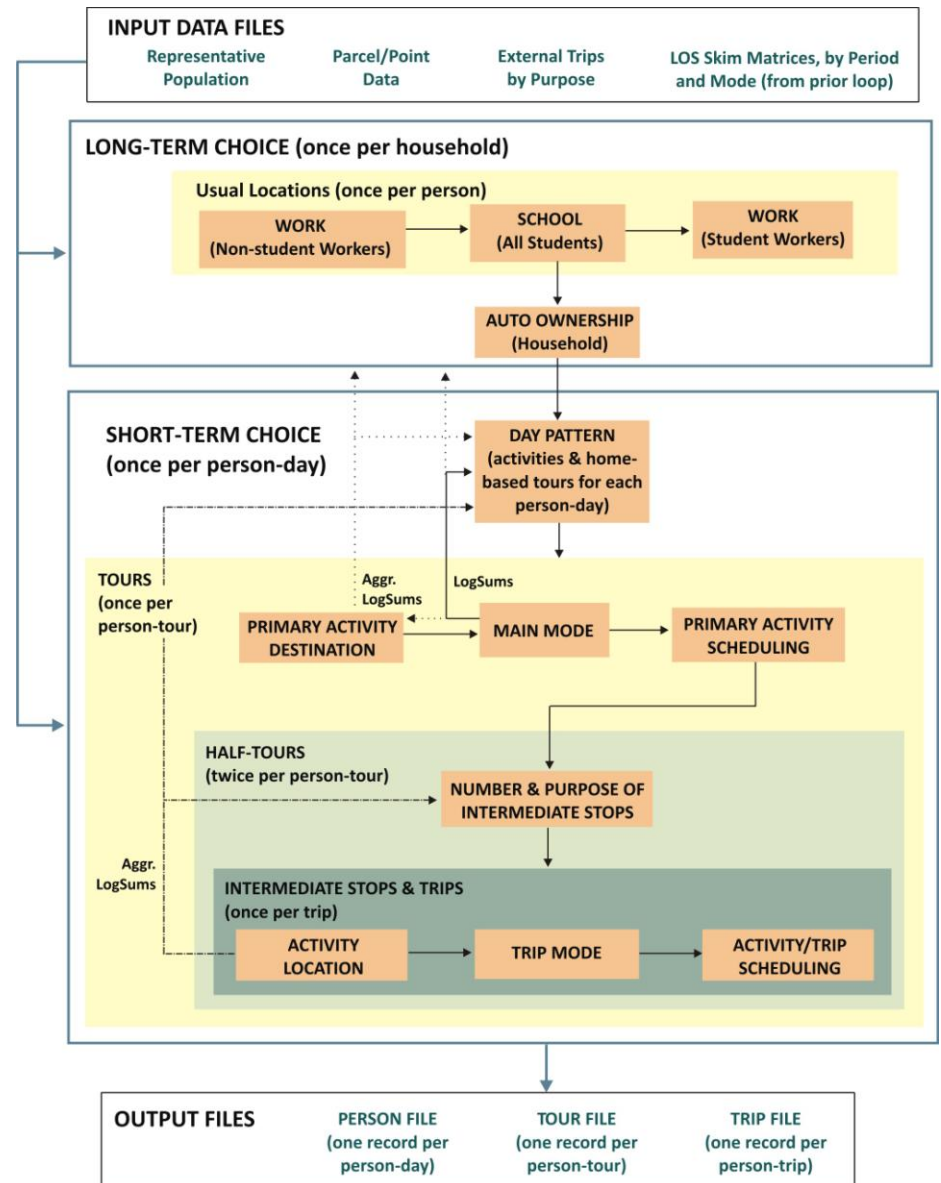 INPUT DATA FILES
Representative
Population
Parcel/Point
Data
External Trips
by Purpose
LOS Skim Matrices, by Period
and Mode (from prior loop)
LONG-TERM CHOICE (once per household)
Usual Locations (once per person)
WORK
(Non-student Workers)
SCHOOL
(All Students)
WORK
(Student Workers)
AUTO OWNERSHIP
(Household)
SHORT-TERM CHOICE
(once per person-day)
DAY PATTERN
(activities & home-
based tours for each
person-day)
TOURS
(once per
person-tour)
Aggr.
LogSums
LogSums
PRIMARY ACTIVITY
DESTINATION
MAIN MODE
PRIMARY ACTIVITY
SCHEDULING
HALF-TOURS
(twice per person-tour)
NUMBER & PURPOSE OF
INTERMEDIATE STOPS
Aggr.
LogSums
INTERMEDIATE STOPS & TRIPS
(once per trip)
ACTIVITY
LOCATION
TRIP MODE
ACTIVITY/TRIP
SCHEDULING
OUTPUT FILES
PERSON FILE
(one record per
person-day)
TOUR FILE
(one record per
person-tour)
TRIP FILE
(one record per
person-trip)